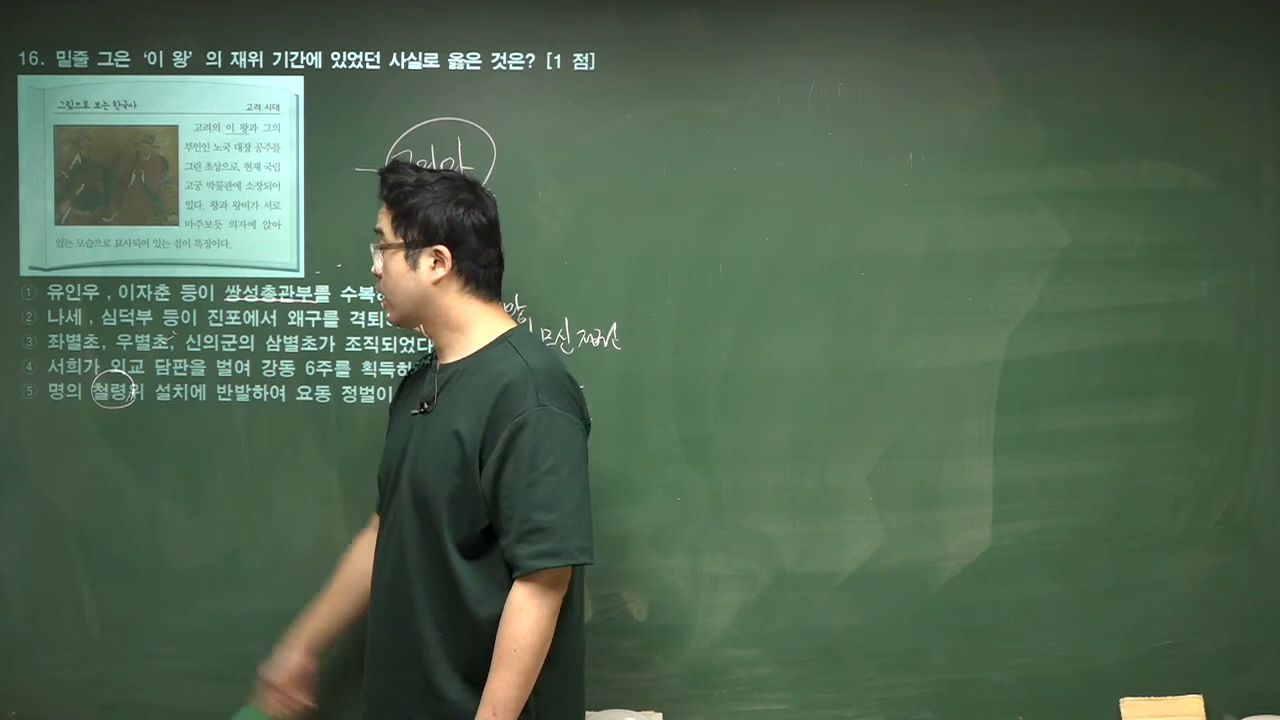 16. 밑줄 그은 '이 왕' 의 재위 기간에 있었던 사실로 옳은 것은? [1 점]
그림으로 보는 한국사
고려 시대
고려의 이 왕과 그의
부인인 노국 대장 공주를
그린 초상으로, 현재 국립
고궁 박물관에 소장되어
있다. 왕과 왕비가 서로
마주보듯 의자에 앉아
있는 모습으로 묘사되어 있는 점이 특징이다.
① 유인우 , 이자춘 등이 쌍성총관부를 수복
② 나세 , 심덕부 등이 진포에서 왜구를 격퇴
③ 좌별초, 우별초, 신의군의 삼별초가 조직되었다
④ 서희가 외교 담판을 벌여 강동 6주를 획득
⑤ 명의 철령위 설치에 반발하여 요동 정벌이